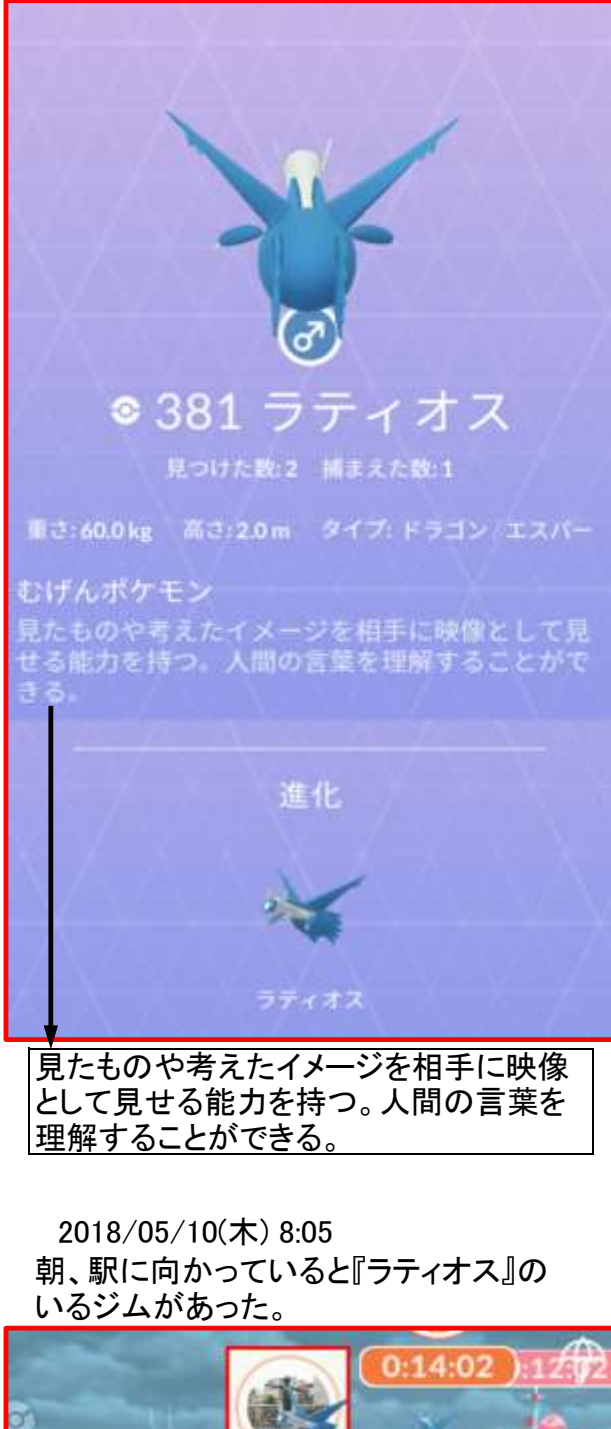 381 ラティオス
見つけた数:2 捕まえた数:1
重さ:60.0kg 高さ:2.0m タイプ: ドラゴン/エスパー
むげんポケモン
見たものや考えたイメージを相手に映像として見
せる能力を持つ。人間の言葉を理解することがで
きる。
進化
ラティオス
見たものや考えたイメージを相手に映像
として見せる能力を持つ。人間の言葉を
理解することができる。
2018/05/10(木) 8:05
朝、駅に向かっていると『ラティオス』の
いるジムがあった。
0:14:02